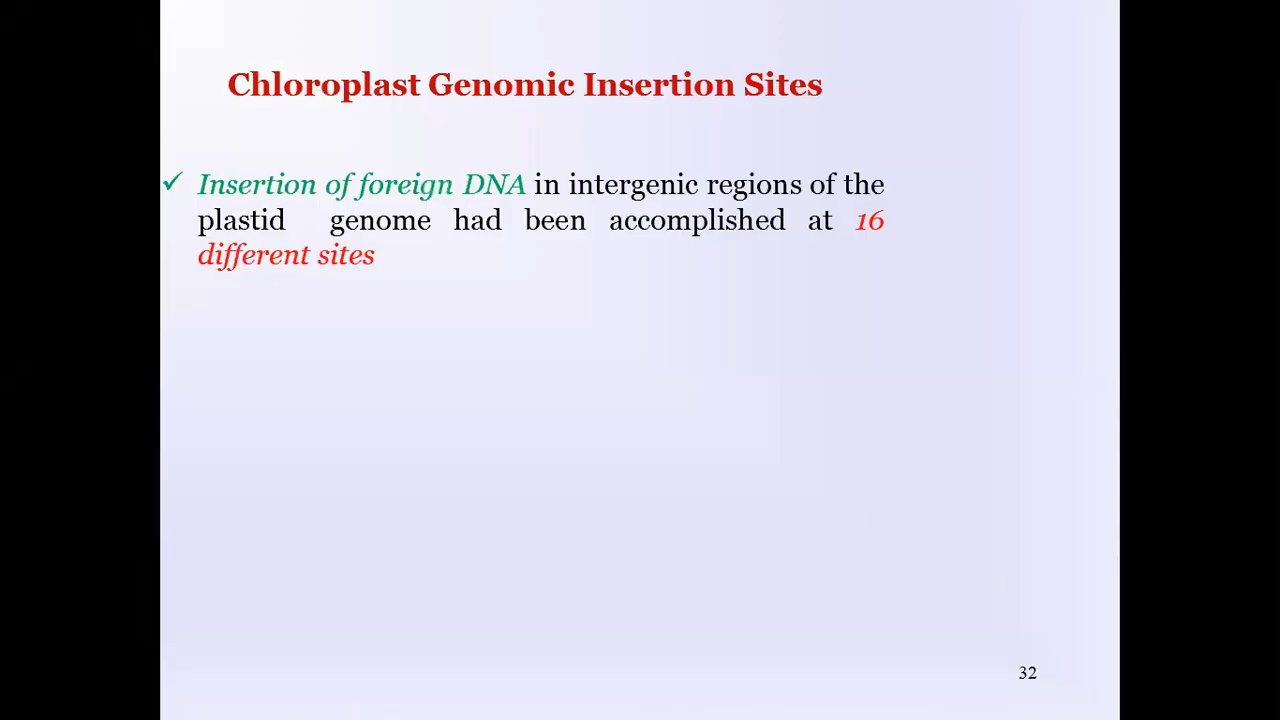 Chloroplast Genomic Insertion Sites
✓ Insertion of foreign DNA in intergenic regions of the
plastid genome had been accomplished at 16
different sites
32